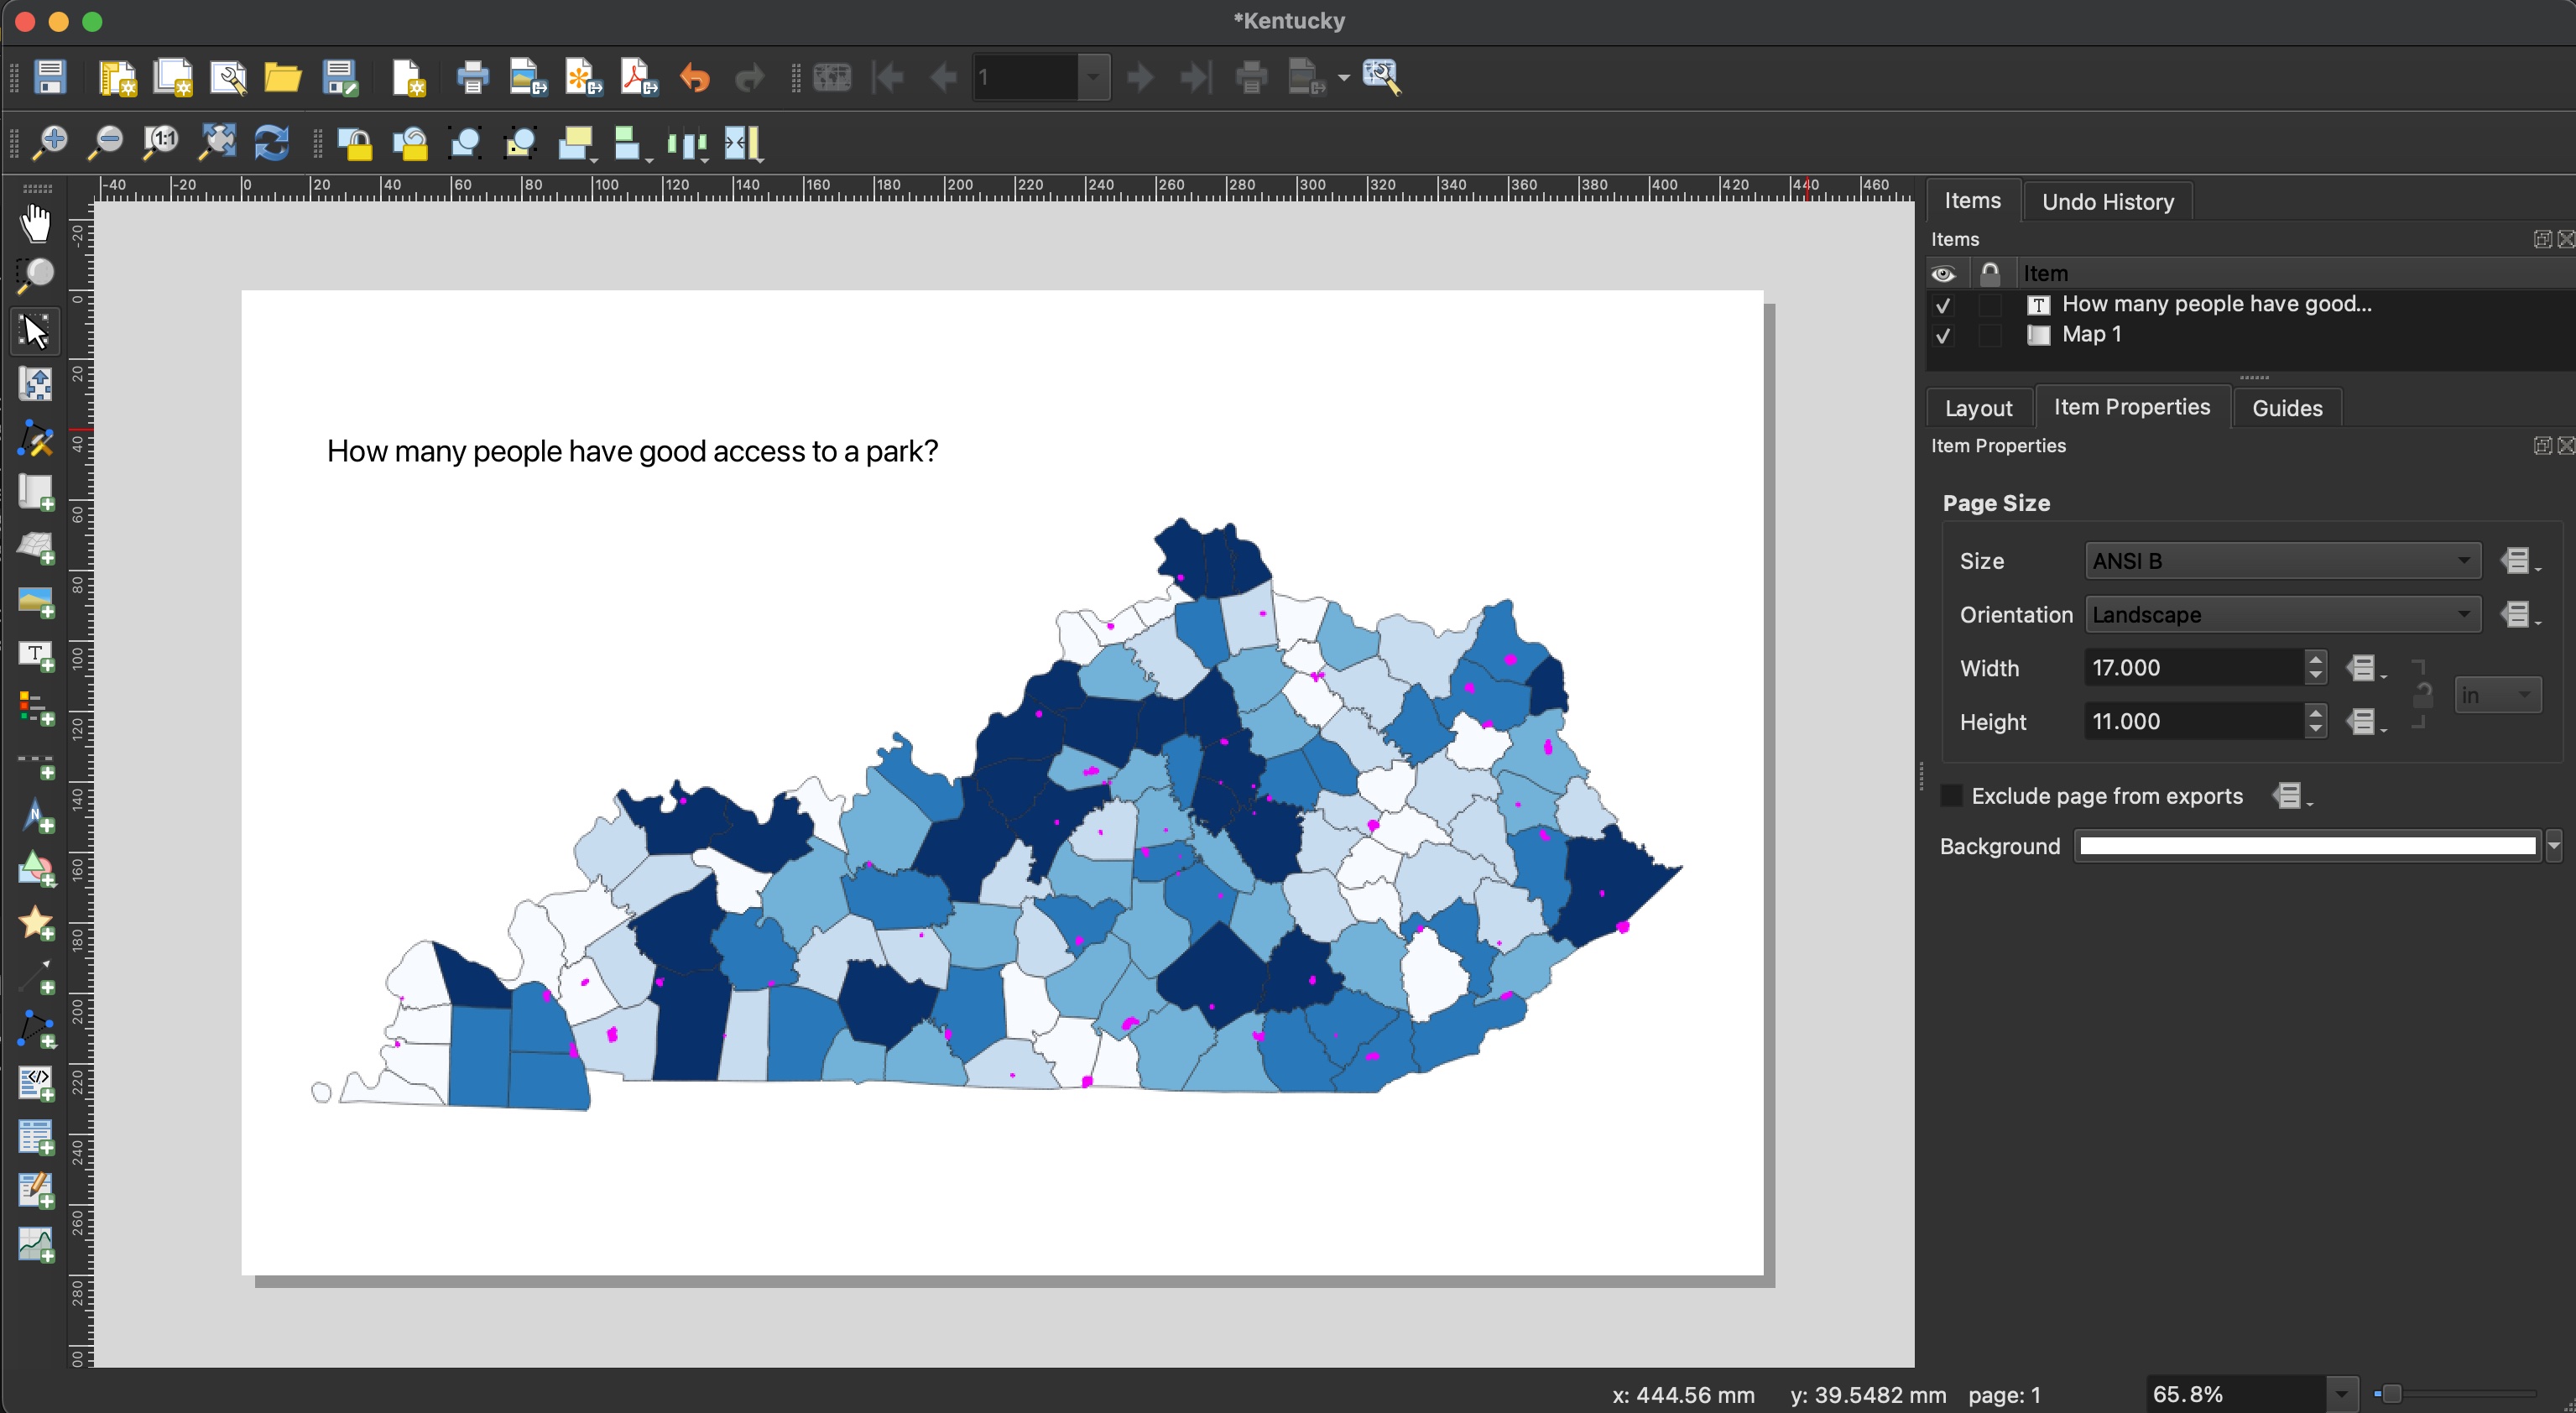 *Kentucky
1
1:1
-40 -20 0 20 40 60 80 100 120 140 160 180 200 220 240 260 280 300 320 340 360 380 400 420 440 460
-20 0 20 40 60 80 100 120 140 160 180 200 220 240 260 280 00
T
N
</>
How many people have good access to a park?
Items Undo History
Items
Item
T How many people have good...
Map 1
Layout Item Properties Guides
Item Properties
Page Size
Size ANSI B
Orientation Landscape
Width 17.000
in
Height 11.000
Exclude page from exports
Background
x: 444.56 mm y: 39.5482 mm page: 1 65.8%